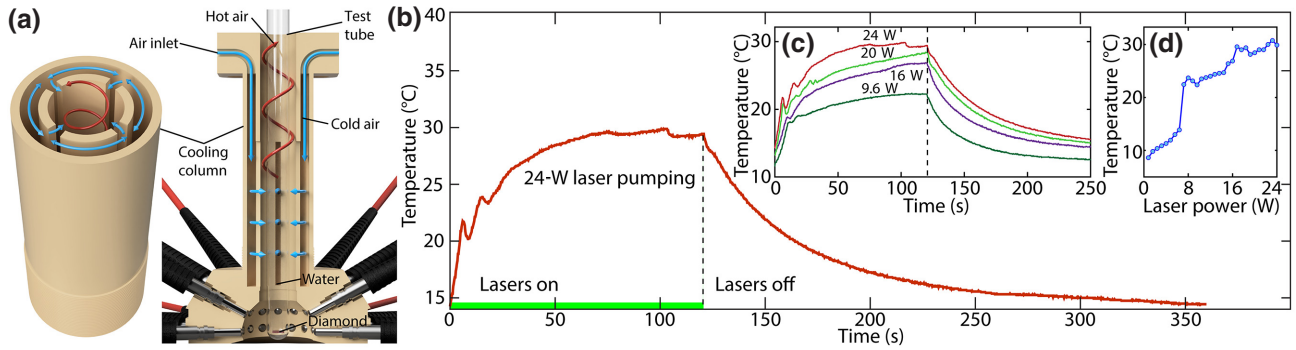 (a)
Hot air
Test
tube
Air inlet
Cold air
Cooling
column
Water
Diamond
(b)
40
35
30
25
20
15
Temperature (°C)
24-W laser pumping
Lasers on
Lasers off
0
50
100
150
200
250
300
350
Time (s)
(c)
30
20
10
Temperature (°C)
24 W
20 W
16 W
9.6 W
0
50
100
150
200
250
Time (s)
(d)
30
20
10
Temperature (°C)
0
8
16
24
Laser power (W)